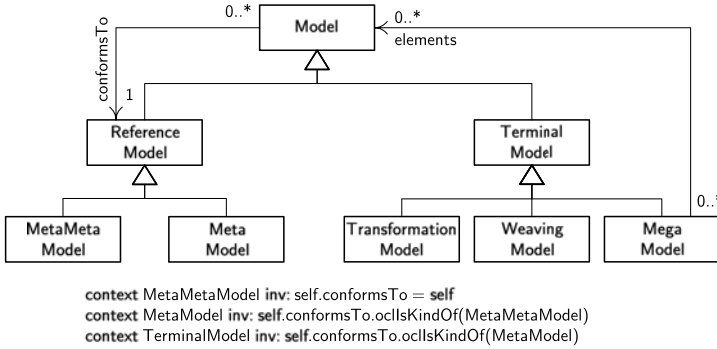 0..*
Model
0..*
elements
conformsTo
1
Reference
Model
Terminal
Model
MetaMeta
Model
Meta
Model
Transformation
Model
Weaving
Model
Mega
Model
0..*
context MetaMetaModel inv: self.conformsTo = self
context MetaModel inv: self.conformsTo.oclIsKindOf(MetaMetaModel)
context TerminalModel inv: self.conformsTo.oclIsKindOf(MetaModel)